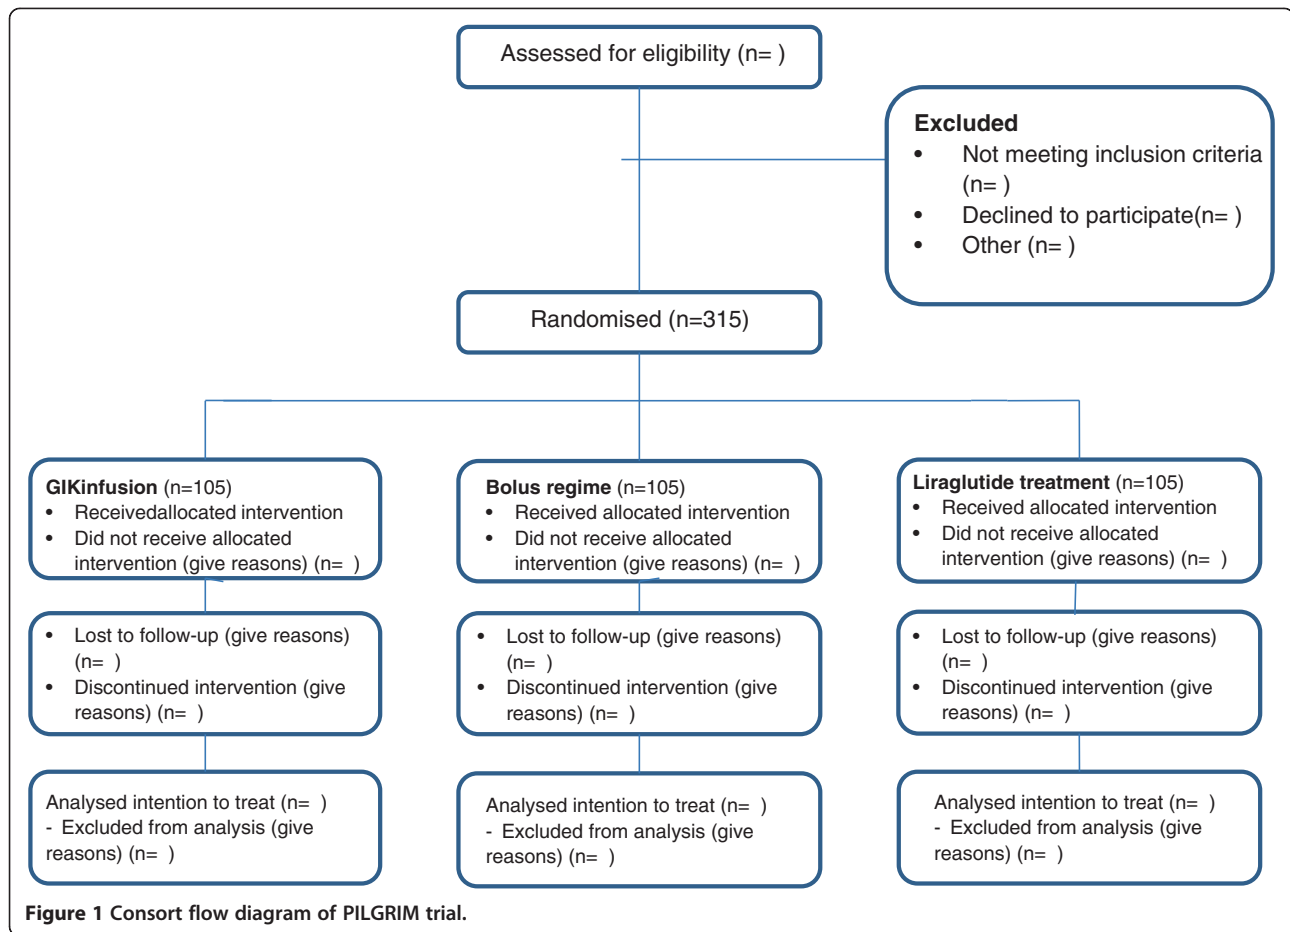 Assessed for eligibility (n= )
Excluded
• Not meeting inclusion criteria
(n= )
• Declined to participate(n= )
• Other (n= )
Randomised (n=315)
GIKinfusion (n=105)
• Receivedallocated intervention
• Did not receive allocated
intervention (give reasons) (n= )
Bolus regime (n=105)
• Received allocated intervention
• Did not receive allocated
intervention (give reasons) (n= )
Liraglutide treatment (n=105)
• Received allocated intervention
• Did not receive allocated
intervention (give reasons) (n= )
• Lost to follow-up (give reasons)
(n= )
• Discontinued intervention (give
reasons) (n= )
• Lost to follow-up (give reasons)
(n= )
• Discontinued intervention (give
reasons) (n= )
• Lost to follow-up (give reasons)
(n= )
• Discontinued intervention (give
reasons) (n= )
Analysed intention to treat (n= )
- Excluded from analysis (give
reasons) (n= )
Analysed intention to treat (n= )
- Excluded from analysis (give
reasons) (n= )
Analysed intention to treat (n= )
- Excluded from analysis (give
reasons) (n= )
Figure 1 Consort flow diagram of PILGRIM trial.